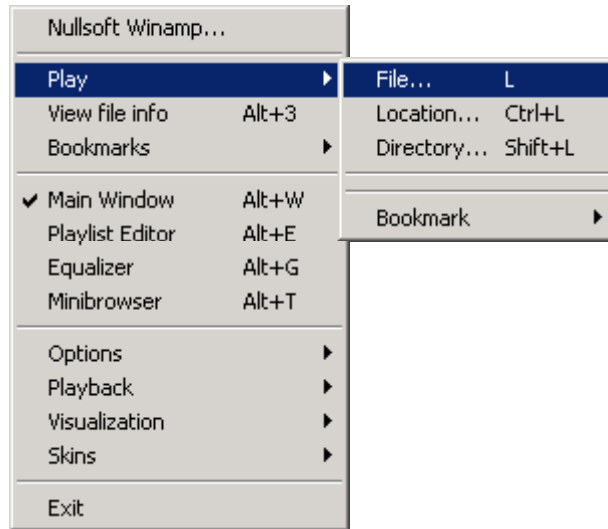 Nullsoft Winamp...
Play
View file info Alt+3
Bookmarks
Main Window Alt+W
Playlist Editor Alt+E
Equalizer Alt+G
Minibrowser Alt+T
Options
Playback
Visualization
Skins
Exit
File... L
Location... Ctrl+L
Directory... Shift+L
Bookmark